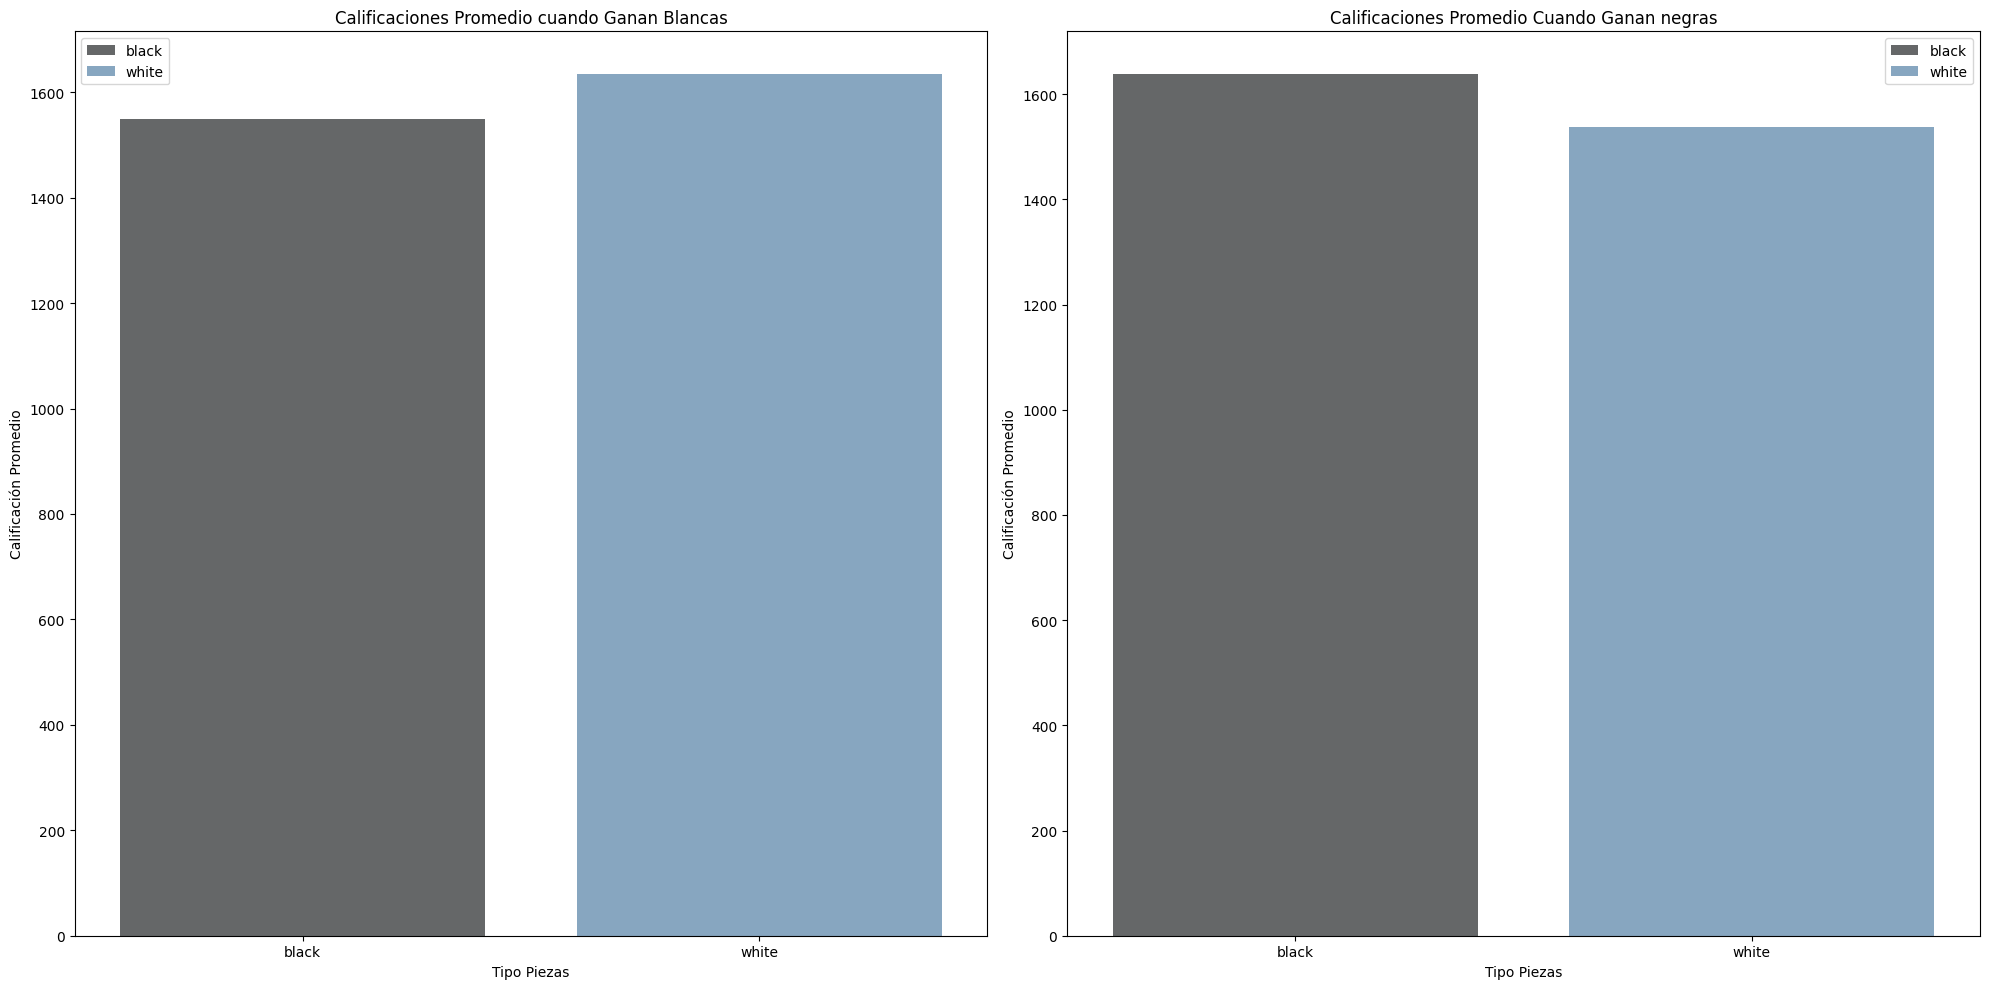 Calificaciones Promedio cuando Ganan Blancas
black
white
1600
1400
1200
1000
800
600
400
200
0
Calificación Promedio
black
white
Tipo Piezas
Calificaciones Promedio Cuando Ganan negras
black
white
1600
1400
1200
1000
800
600
400
200
0
Calificación Promedio
black
white
Tipo Piezas